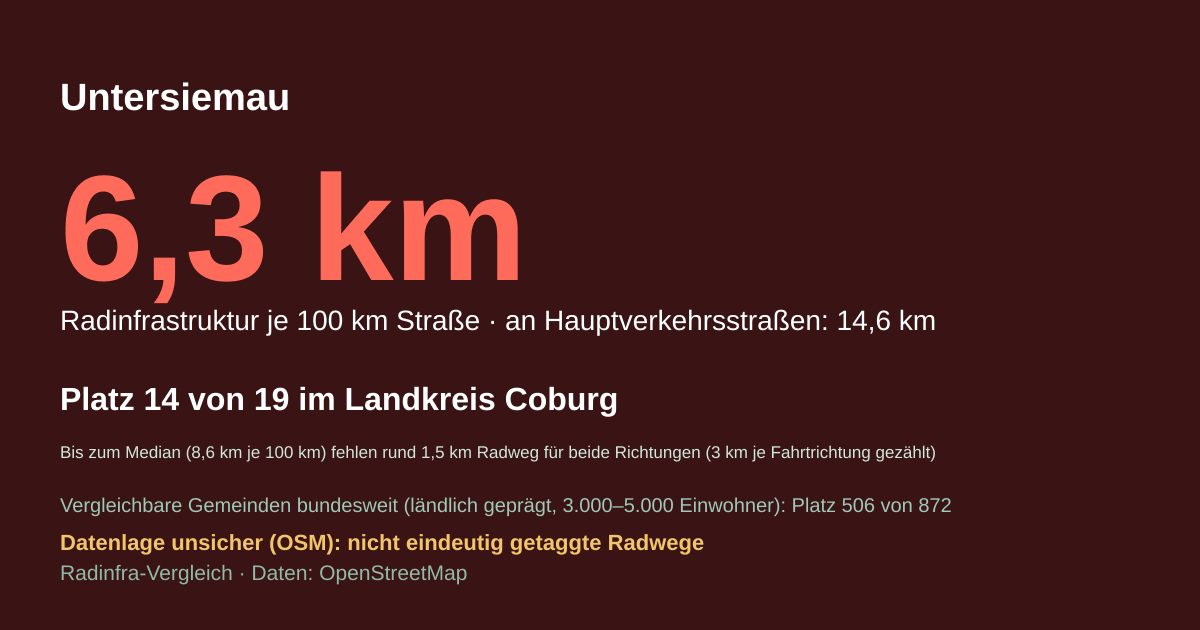 Untersiemau
6,3 km
Radinfrastruktur je 100 km Straße · an Hauptverkehrsstraßen: 14,6 km
Platz 14 von 19 im Landkreis Coburg
Bis zum Median (8,6 km je 100 km) fehlen rund 1,5 km Radweg für beide Richtungen (3 km je Fahrtrichtung gezählt)
Vergleichbare Gemeinden bundesweit (ländlich geprägt, 3.000–5.000 Einwohner): Platz 506 von 872
Datenlage unsicher (OSM): nicht eindeutig getaggte Radwege
Radinfra-Vergleich · Daten: OpenStreetMap